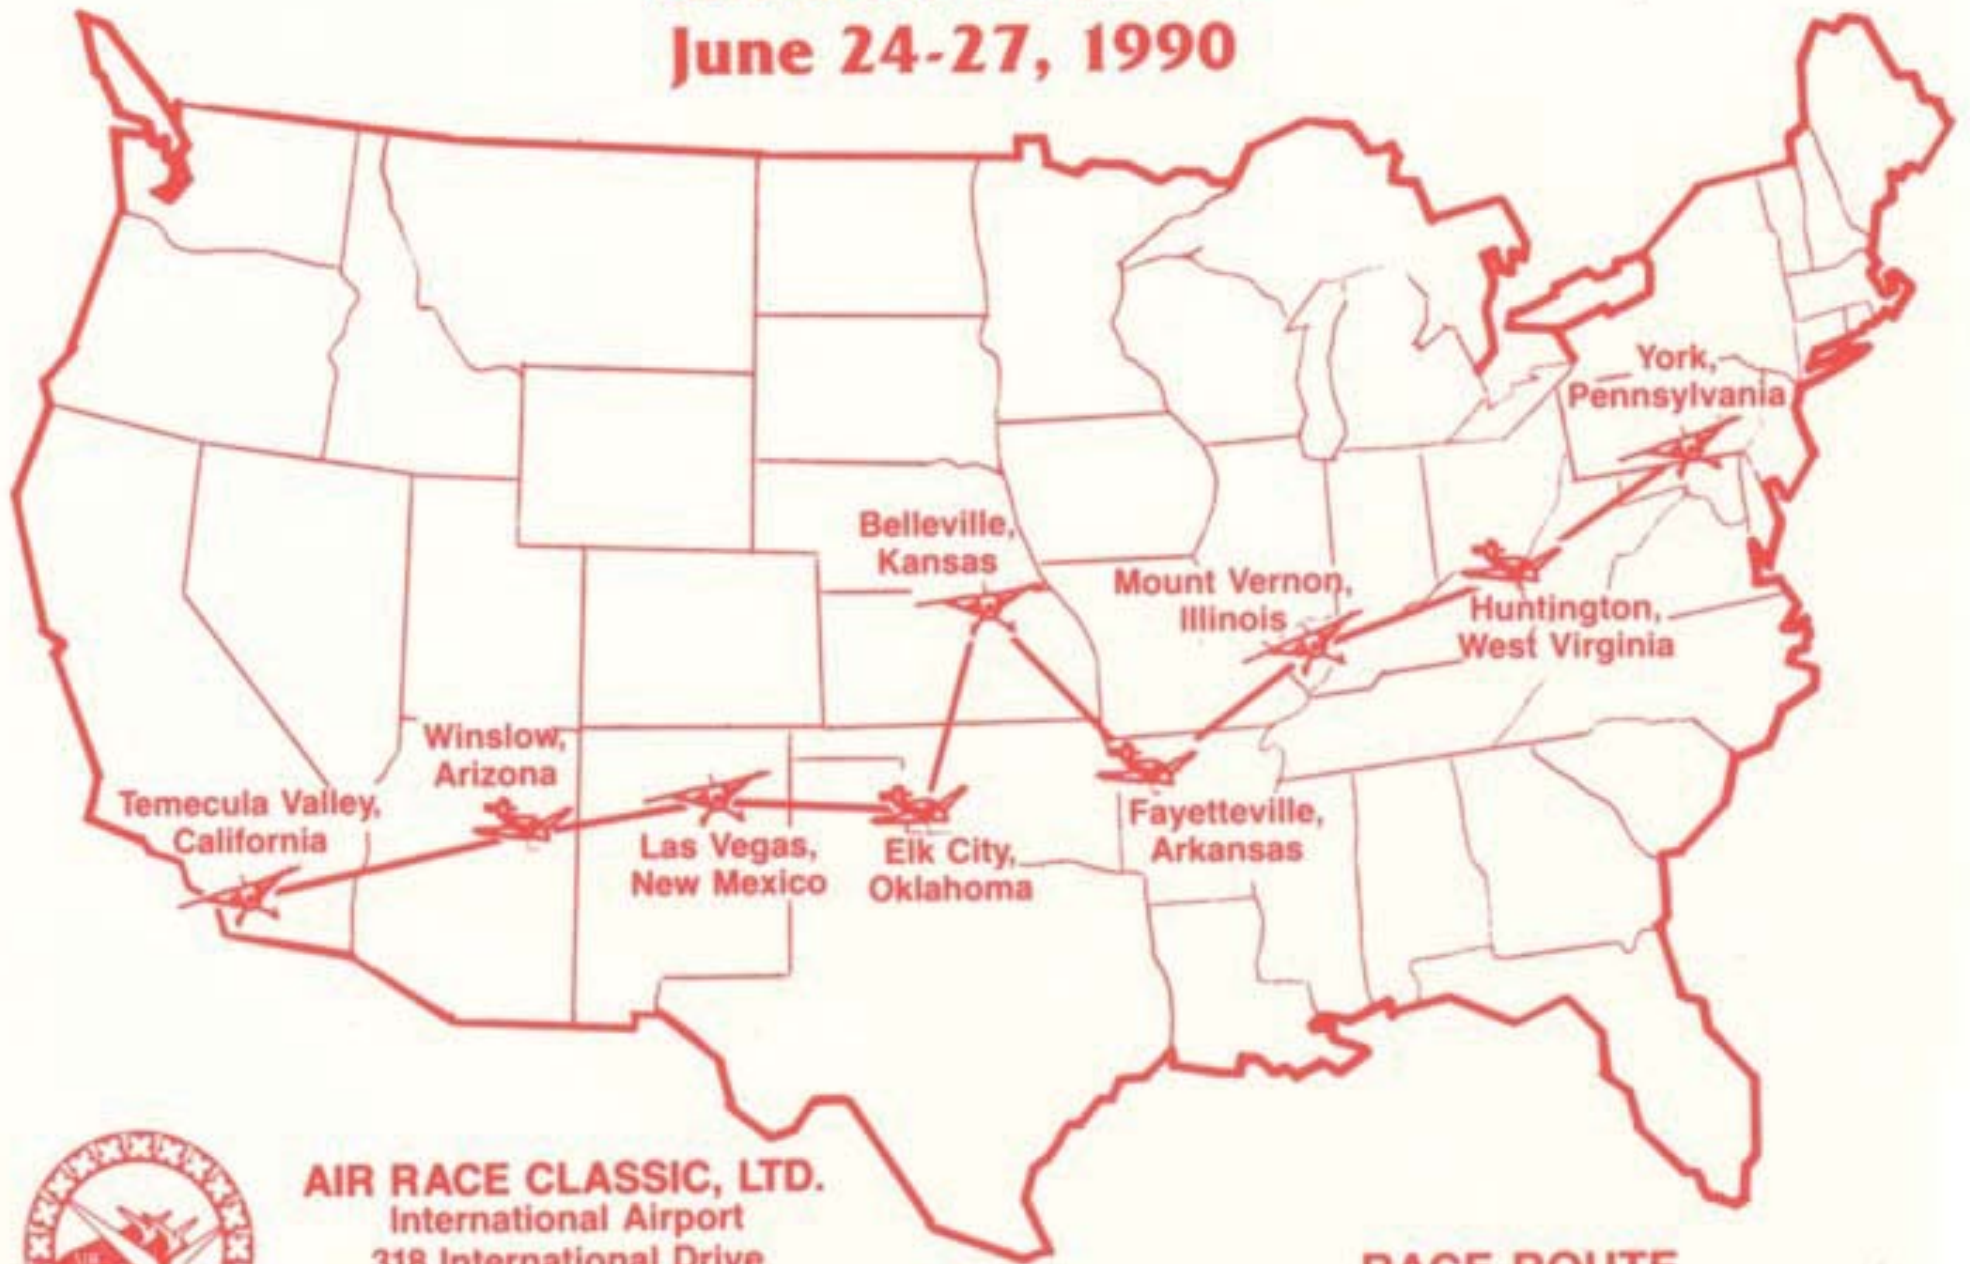 June 24-27, 1990
York,
Pennsylvania
Belleville,
Kansas
Mount Vernon,
Illinois
Huntington,
West Virginia
Winslow,
Arizona
Temecula Valley,
California
Las Vegas,
New Mexico
Elk City,
Oklahoma
Fayetteville,
Arkansas
AIR RACE CLASSIC, LTD.
International Airport
318 International Drive
RACE ROUTE